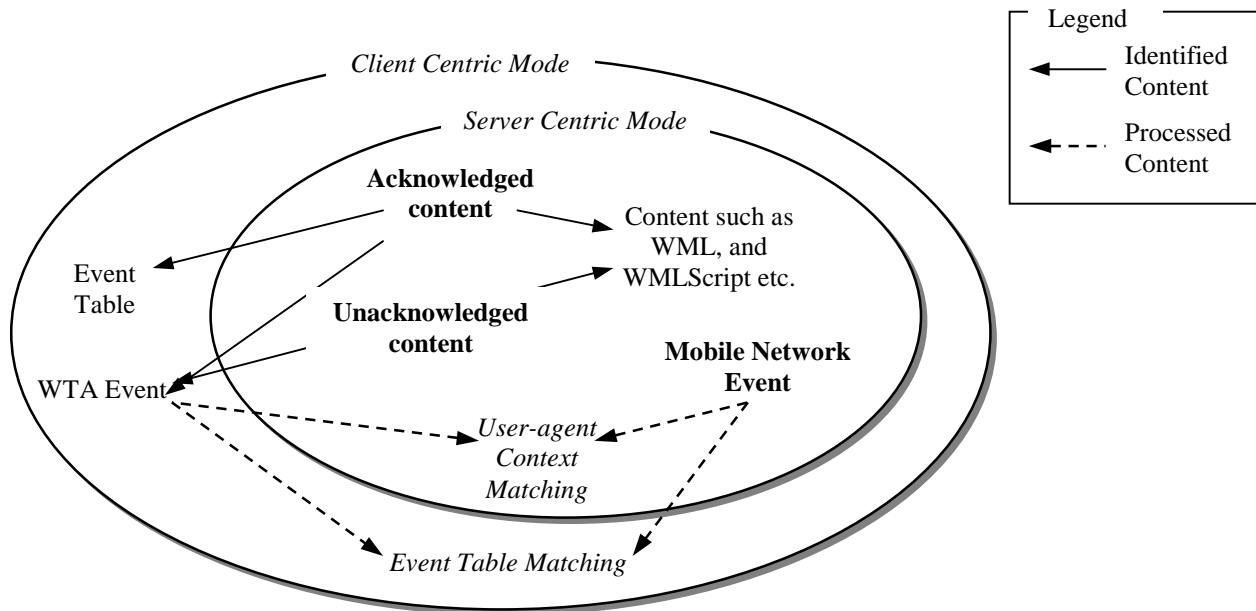 Legend
Identified
Content
Processed
Content
Client Centric Mode
Server Centric Mode
Acknowledged
content
Content such as
WML, and
WMLScript etc.
Event
Table
Unacknowledged
content
Mobile Network
Event
WTA Event
User-agent
Context
Matching
Event Table Matching